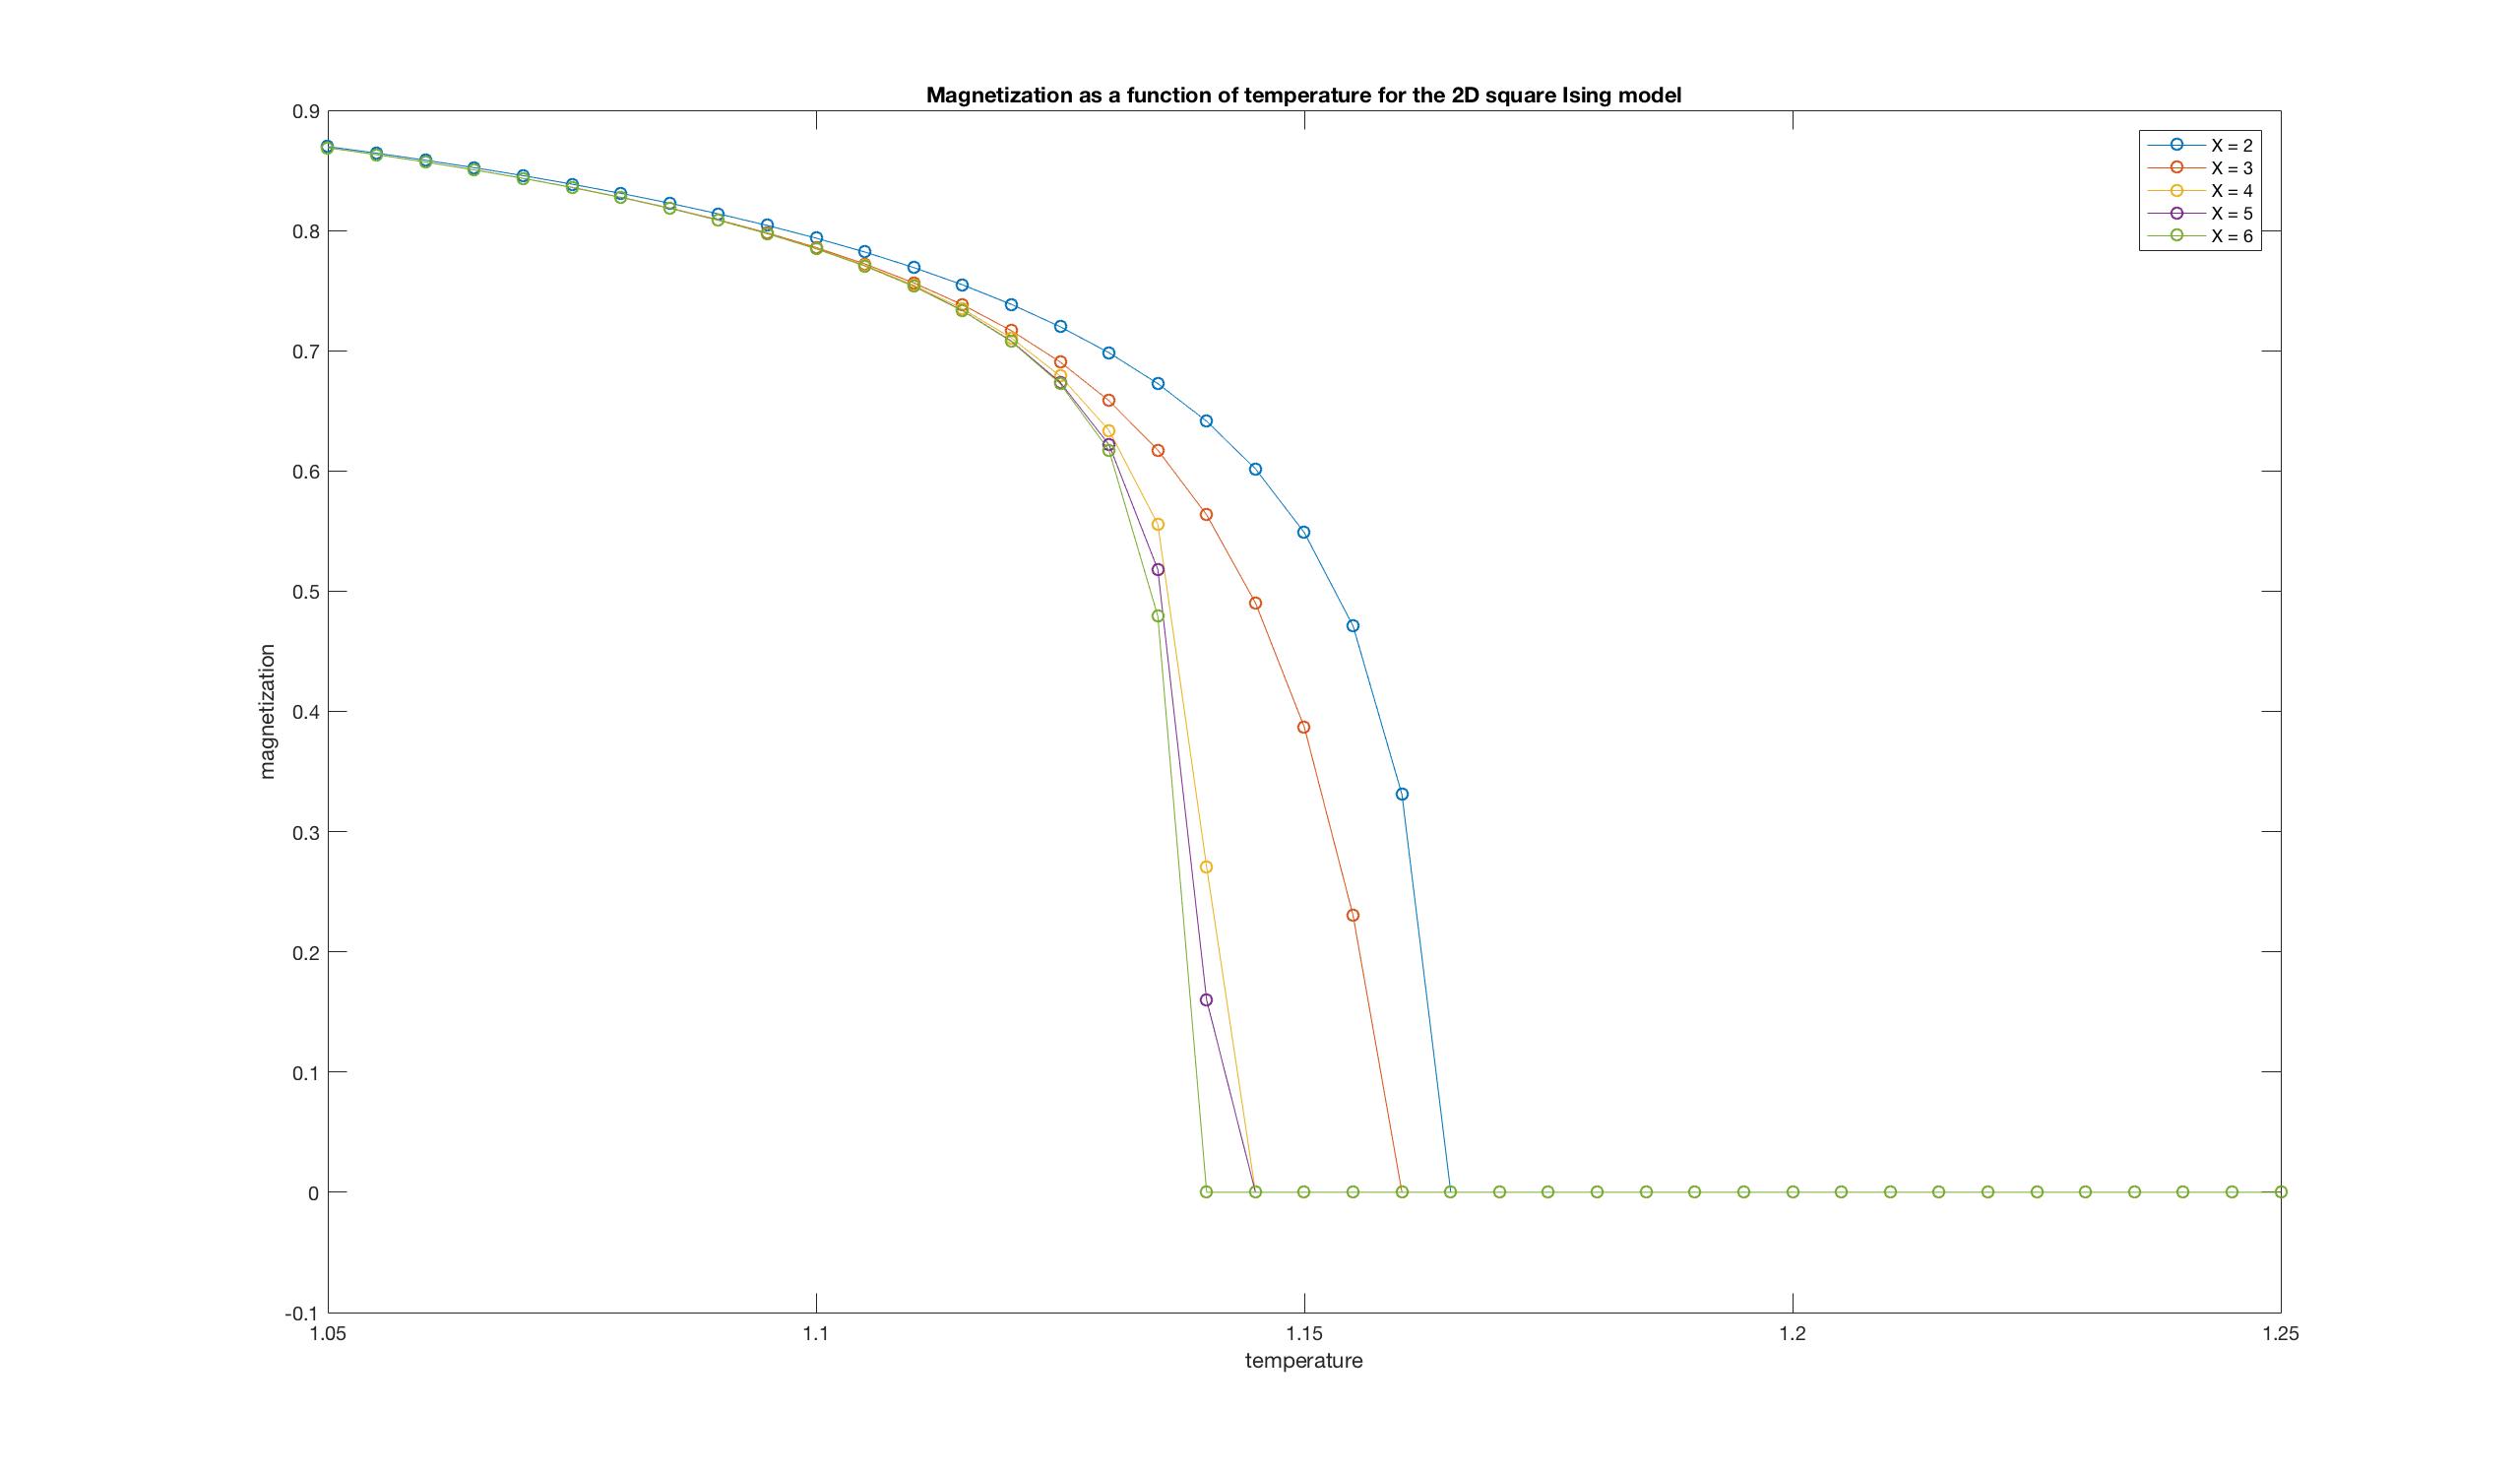 Magnetization as a function of temperature for the 2D square Ising model
0.9
0.8
0.7
0.6
0.5
0.4
0.3
0.2
0.1
0
-0.1
magnetization
1.05 1.1 1.15 1.2 1.25
temperature
X = 2
X = 3
X = 4
X = 5
X = 6